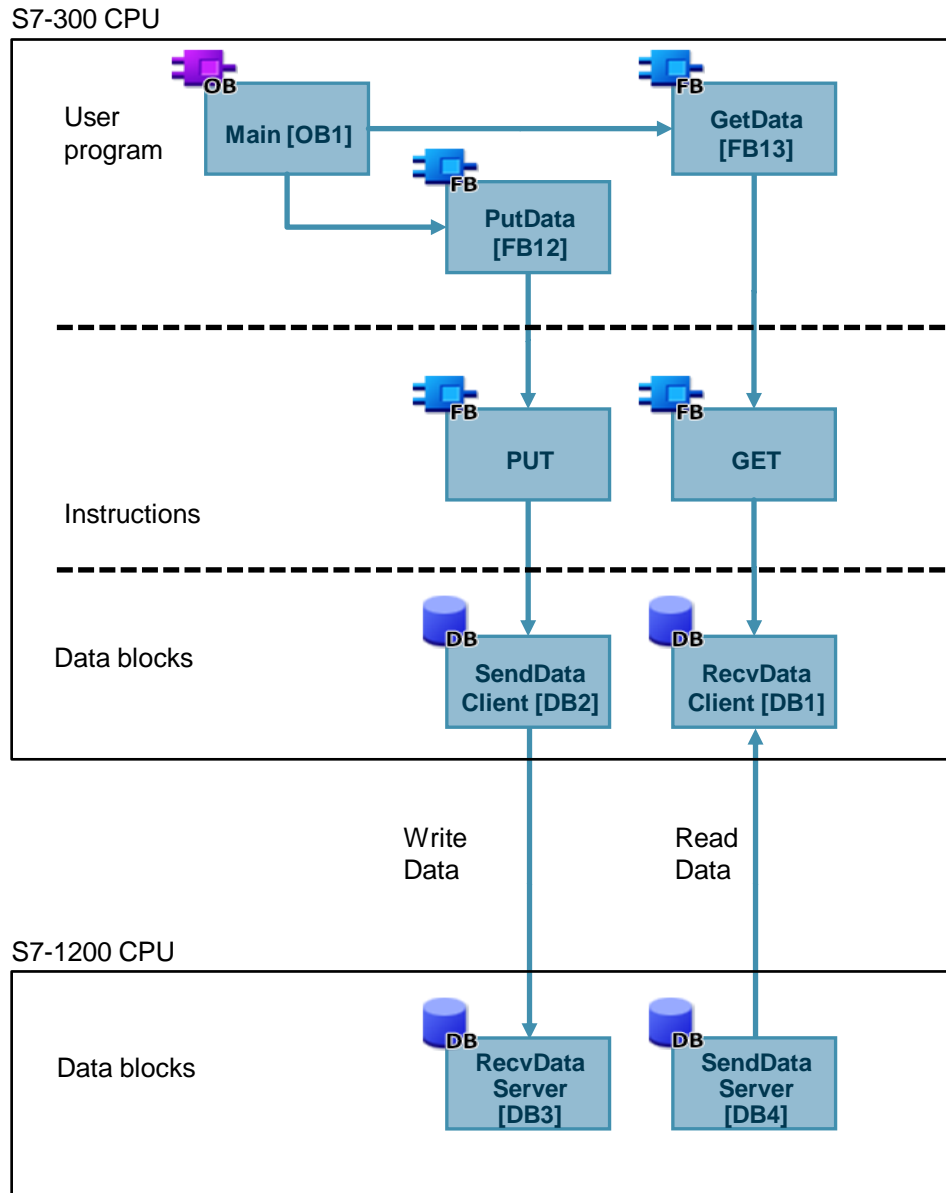 S7-300 CPU
OB
FB
User
program
Main [OB1]
GetData
[FB13]
FB
PutData
[FB12]
FB
FB
PUT
GET
Instructions
DB
DB
Data blocks
SendData
Client [DB2]
RecvData
Client [DB1]
Write
Data
Read
Data
S7-1200 CPU
DB
DB
Data blocks
RecvData
Server
[DB3]
SendData
Server
[DB4]